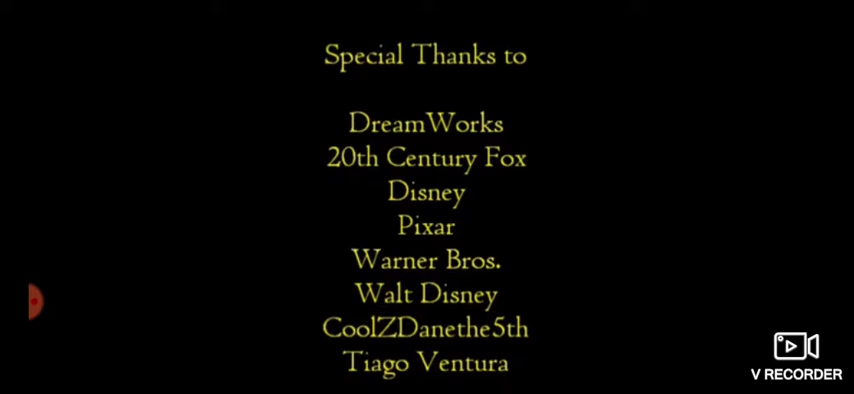 Special Thanks to
DreamWorks
20th Century Fox
Disney
Pixar
Warner Bros.
Walt Disney
CoolZDanethe5th
Tiago Ventura
V RECORDER